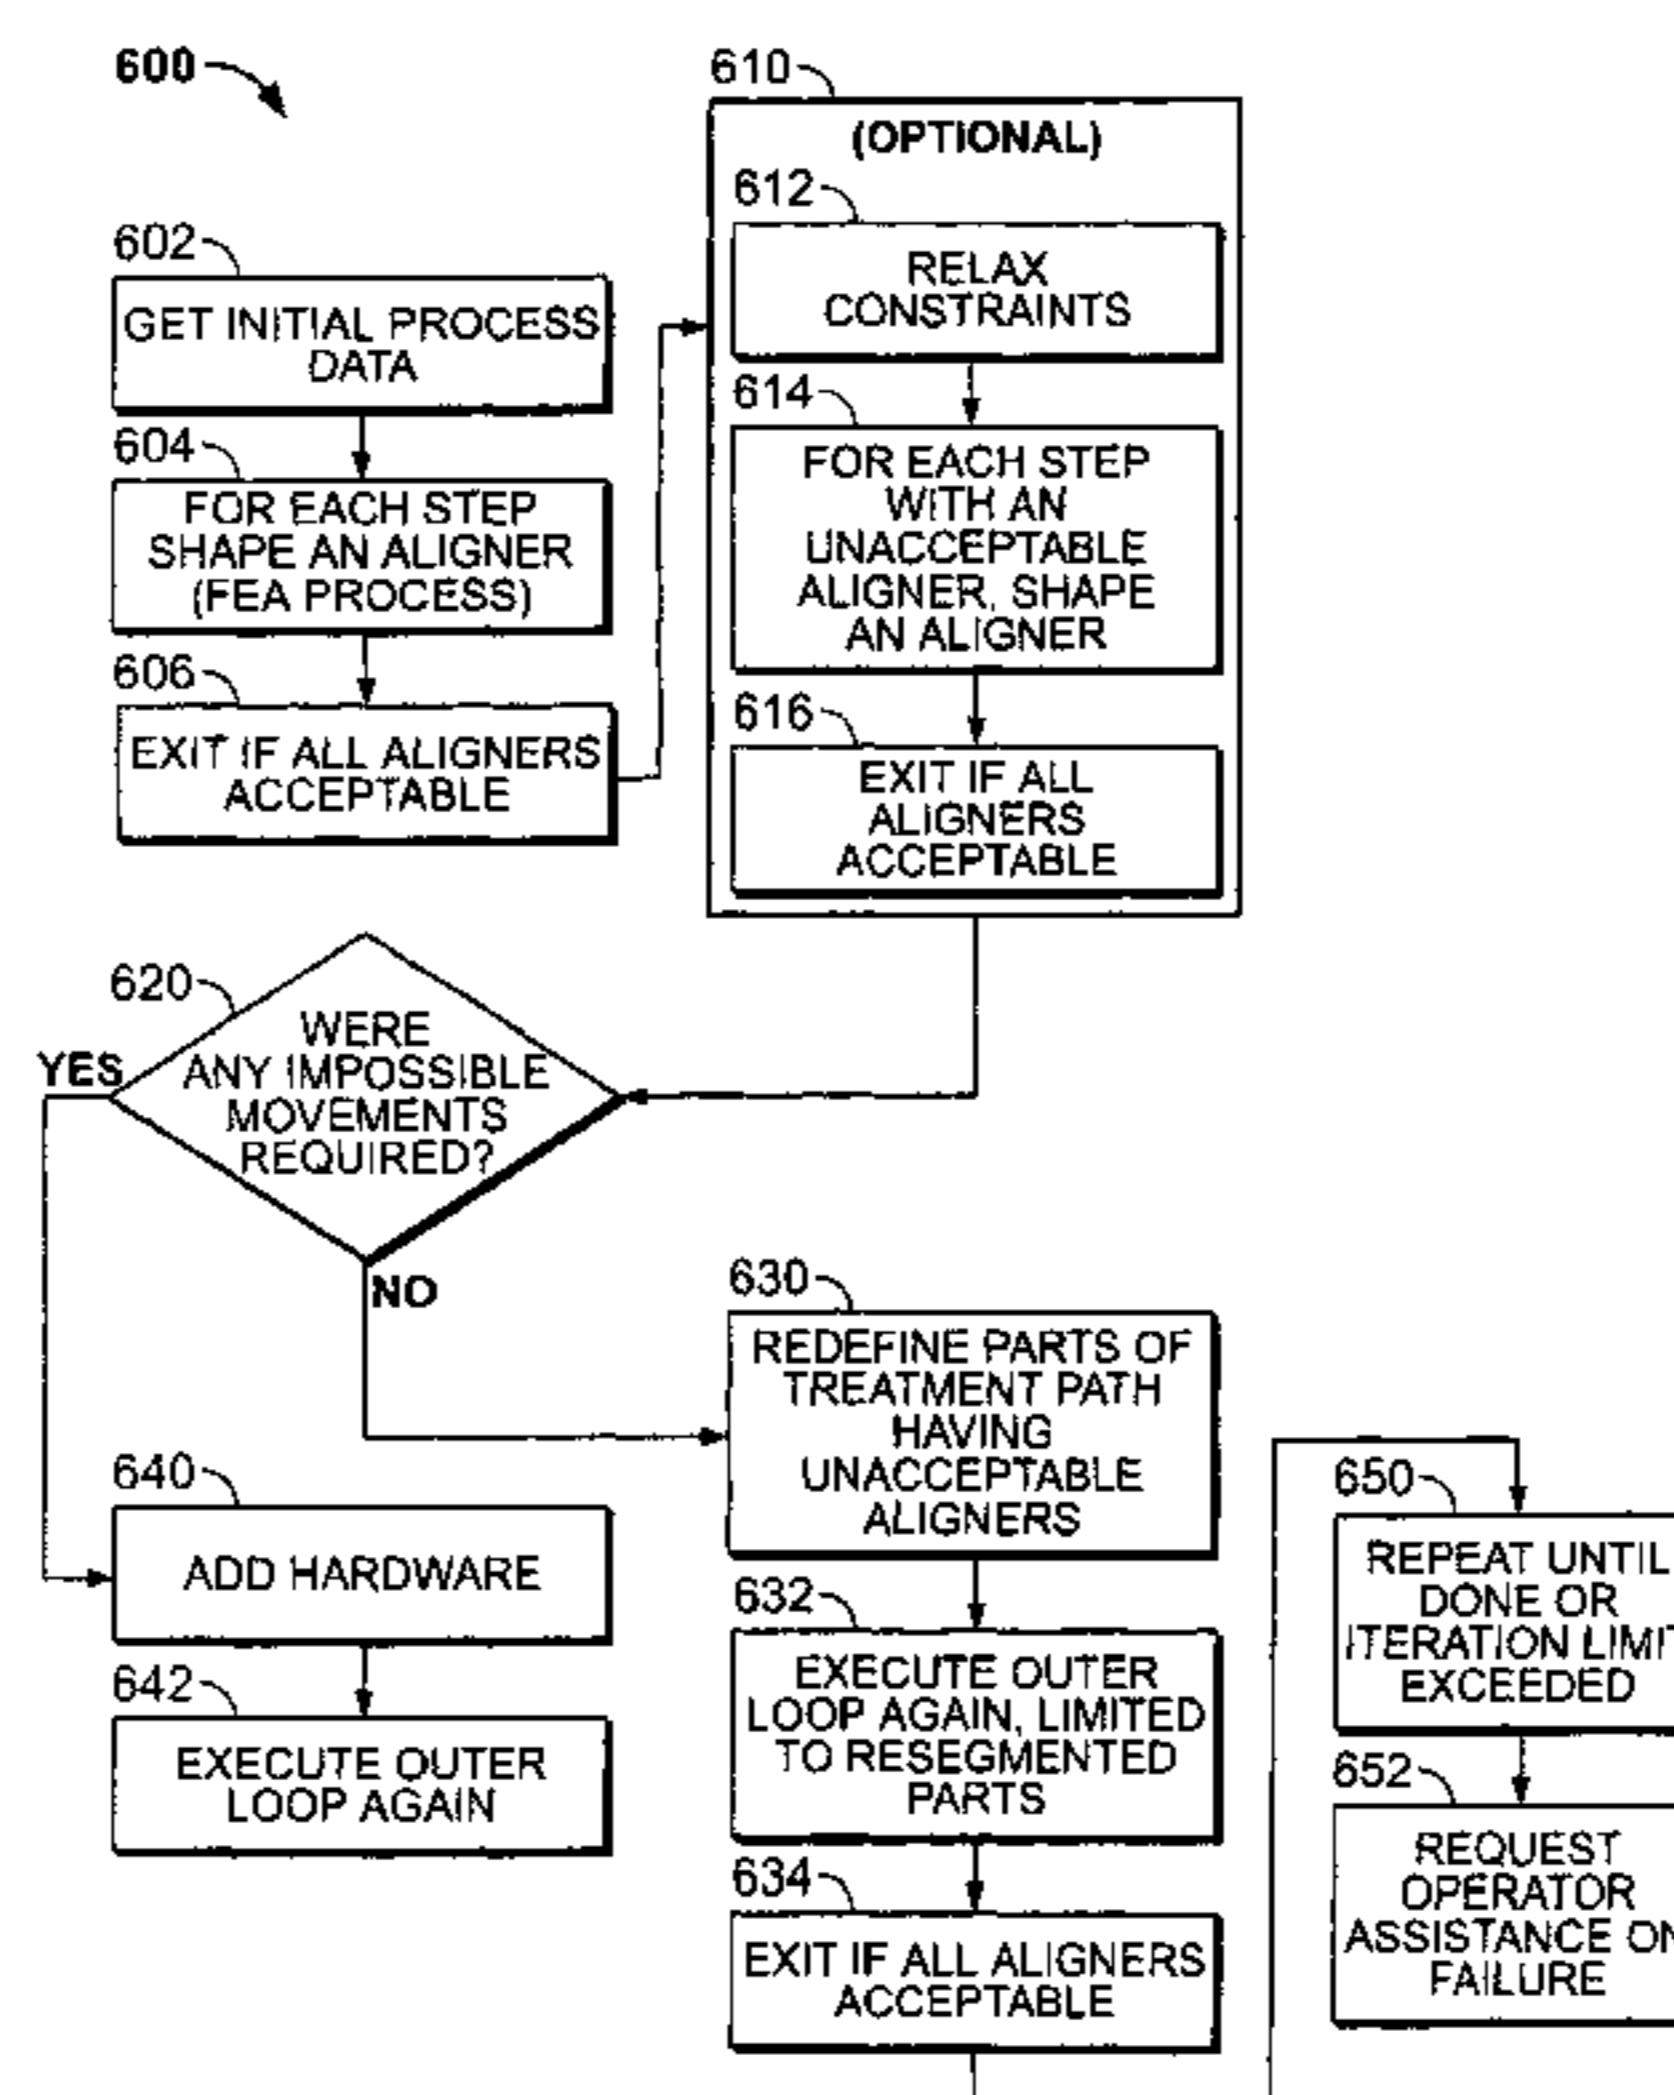 600
602
GET INITIAL PROCESS
DATA
604
FOR EACH STEP
SHAPE AN ALIGNER
(FEA PROCESS)
606
EXIT IF ALL ALIGNERS
ACCEPTABLE
610
(OPTIONAL)
612
RELAX
CONSTRAINTS
614
FOR EACH STEP
WITH AN
UNACCEPTABLE
ALIGNER, SHAPE
AN ALIGNER
616
EXIT IF ALL
ALIGNERS
ACCEPTABLE
620
WERE
ANY IMPOSSIBLE
MOVEMENTS
REQUIRED?
YES
NO
630
REDEFINE PARTS OF
TREATMENT PATH
HAVING
UNACCEPTABLE
ALIGNERS
632
EXECUTE OUTER
LOOP AGAIN, LIMITED
TO RESEGMENTED
PARTS
634
EXIT IF ALL ALIGNERS
ACCEPTABLE
640
ADD HARDWARE
642
EXECUTE OUTER
LOOP AGAIN
650
REPEAT UNTIL
DONE OR
ITERATION LIMIT
EXCEEDED
652
REQUEST
OPERATOR
ASSISTANCE ON
FAILURE